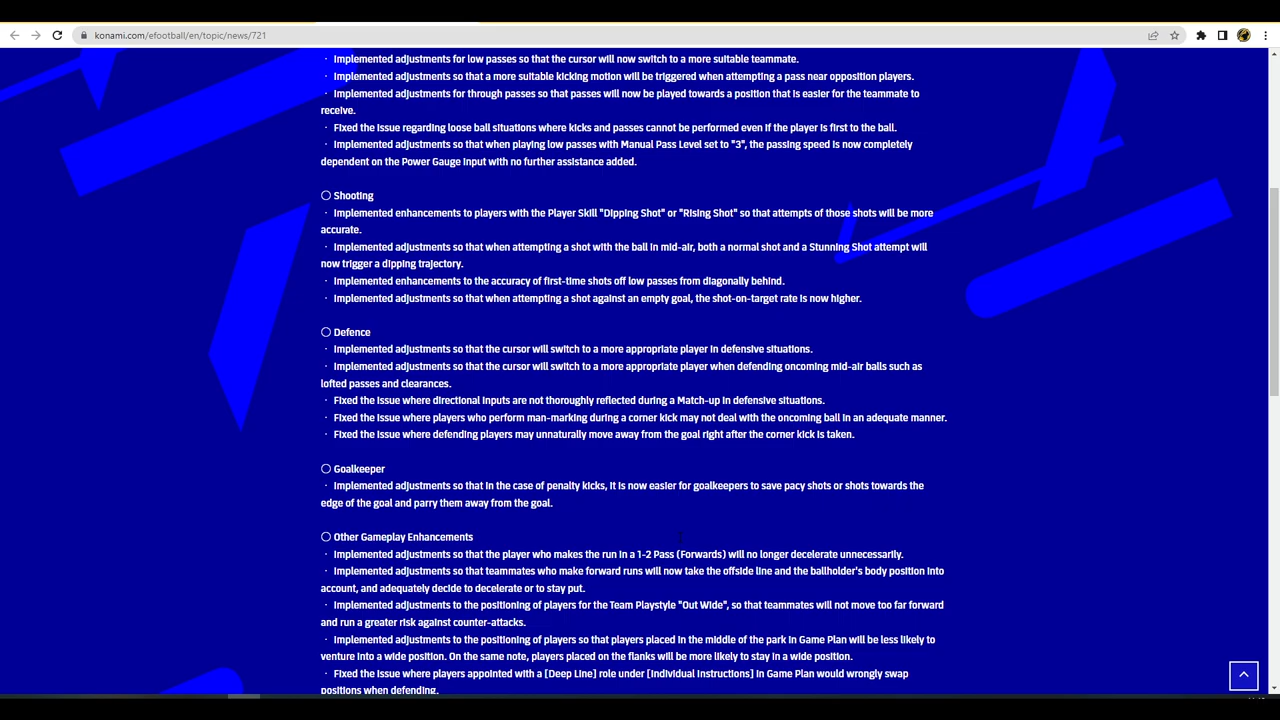 konami.com/efootball/en/topic/news/721
· Implemented adjustments for low passes so that the cursor will now switch to a more suitable teammate.
· Implemented adjustments so that a more suitable kicking motion will be triggered when attempting a pass near opposition players.
· Implemented adjustments for through passes so that passes will now be played towards a position that is easier for the teammate to
receive.
· Fixed the issue regarding loose ball situations where kicks and passes cannot be performed even if the player is first to the ball.
· Implemented adjustments so that when playing low passes with Manual Pass Level set to "3", the passing speed is now completely
dependent on the Power Gauge input with no further assistance added.
〇 Shooting
· Implemented enhancements to players with the Player Skill "Dipping Shot" or "Rising Shot" so that attempts of those shots will be more
accurate.
· Implemented adjustments so that when attempting a shot with the ball in mid-air, both a normal shot and a Stunning Shot attempt will
now trigger a dipping trajectory.
· Implemented enhancements to the accuracy of first-time shots off low passes from diagonally behind.
· Implemented adjustments so that when attempting a shot against an empty goal, the shot-on-target rate is now higher.
〇 Defence
· Implemented adjustments so that the cursor will switch to a more appropriate player in defensive situations.
· Implemented adjustments so that the cursor will switch to a more appropriate player when defending oncoming mid-air balls such as
lofted passes and clearances.
· Fixed the issue where directional inputs are not thoroughly reflected during a Match-up in defensive situations.
· Fixed the issue where players who perform man-marking during a corner kick may not deal with the oncoming ball in an adequate manner.
· Fixed the issue where defending players may unnaturally move away from the goal right after the corner kick is taken.
〇 Goalkeeper
· Implemented adjustments so that in the case of penalty kicks, it is now easier for goalkeepers to save pacy shots or shots towards the
edge of the goal and parry them away from the goal.
〇 Other Gameplay Enhancements
· Implemented adjustments so that the player who makes the run in a 1-2 Pass (Forwards) will no longer decelerate unnecessarily.
· Implemented adjustments so that teammates who make forward runs will now take the offside line and the ballholder's body position into
account, and adequately decide to decelerate or to stay put.
· Implemented adjustments to the positioning of players for the Team Playstyle "Out Wide", so that teammates will not move too far forward
and run a greater risk against counter-attacks.
· Implemented adjustments to the positioning of players so that players placed in the middle of the park in Game Plan will be less likely to
venture into a wide position. On the same note, players placed on the flanks will be more likely to stay in a wide position.
· Fixed the issue where players appointed with a [Deep Line] role under [Individual Instructions] in Game Plan would wrongly swap
positions when defending.